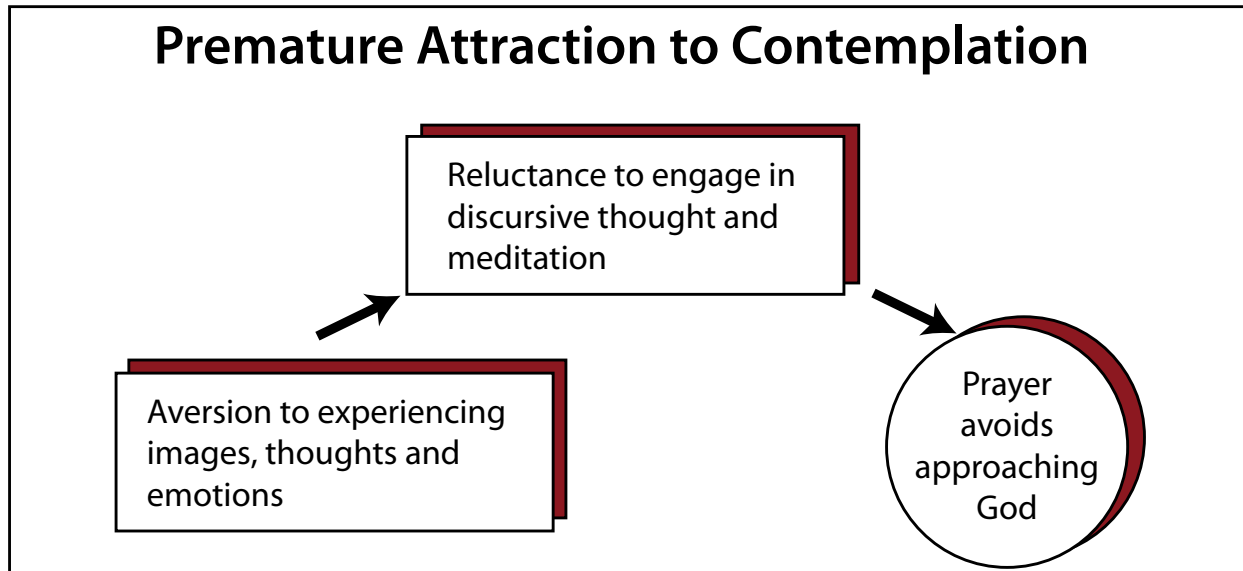 Premature Attraction to Contemplation
Reluctance to engage in
discursive thought and
meditation
Aversion to experiencing
images, thoughts and
emotions
Prayer
avoids
approaching
God